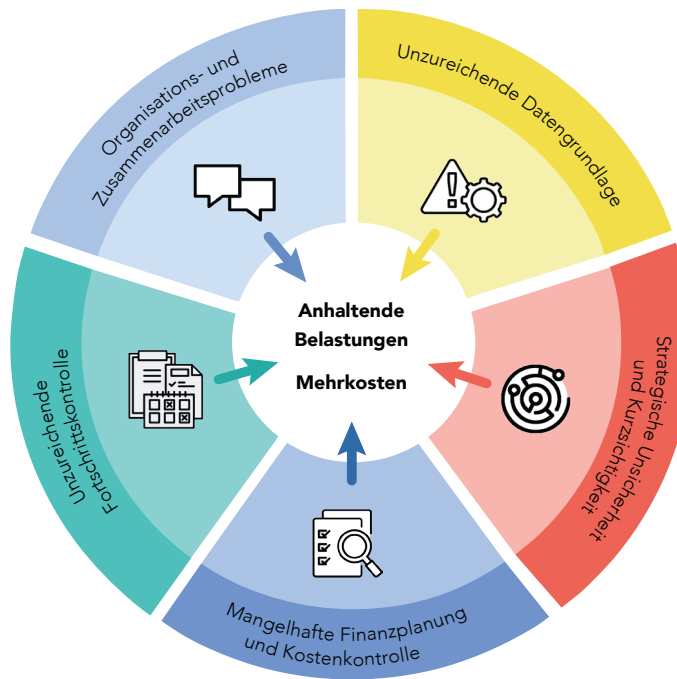 Organisations- und
Zusammenarbeitsprobleme
Unzureichende Datengrundlage
Strategische Unsicherheit
und Kurzsichtigkeit
Mangelhafte Finanzplanung
und Kostenkontrolle
Unzureichende
Fortschrittskontrolle
Anhaltende
Belastungen
Mehrkosten